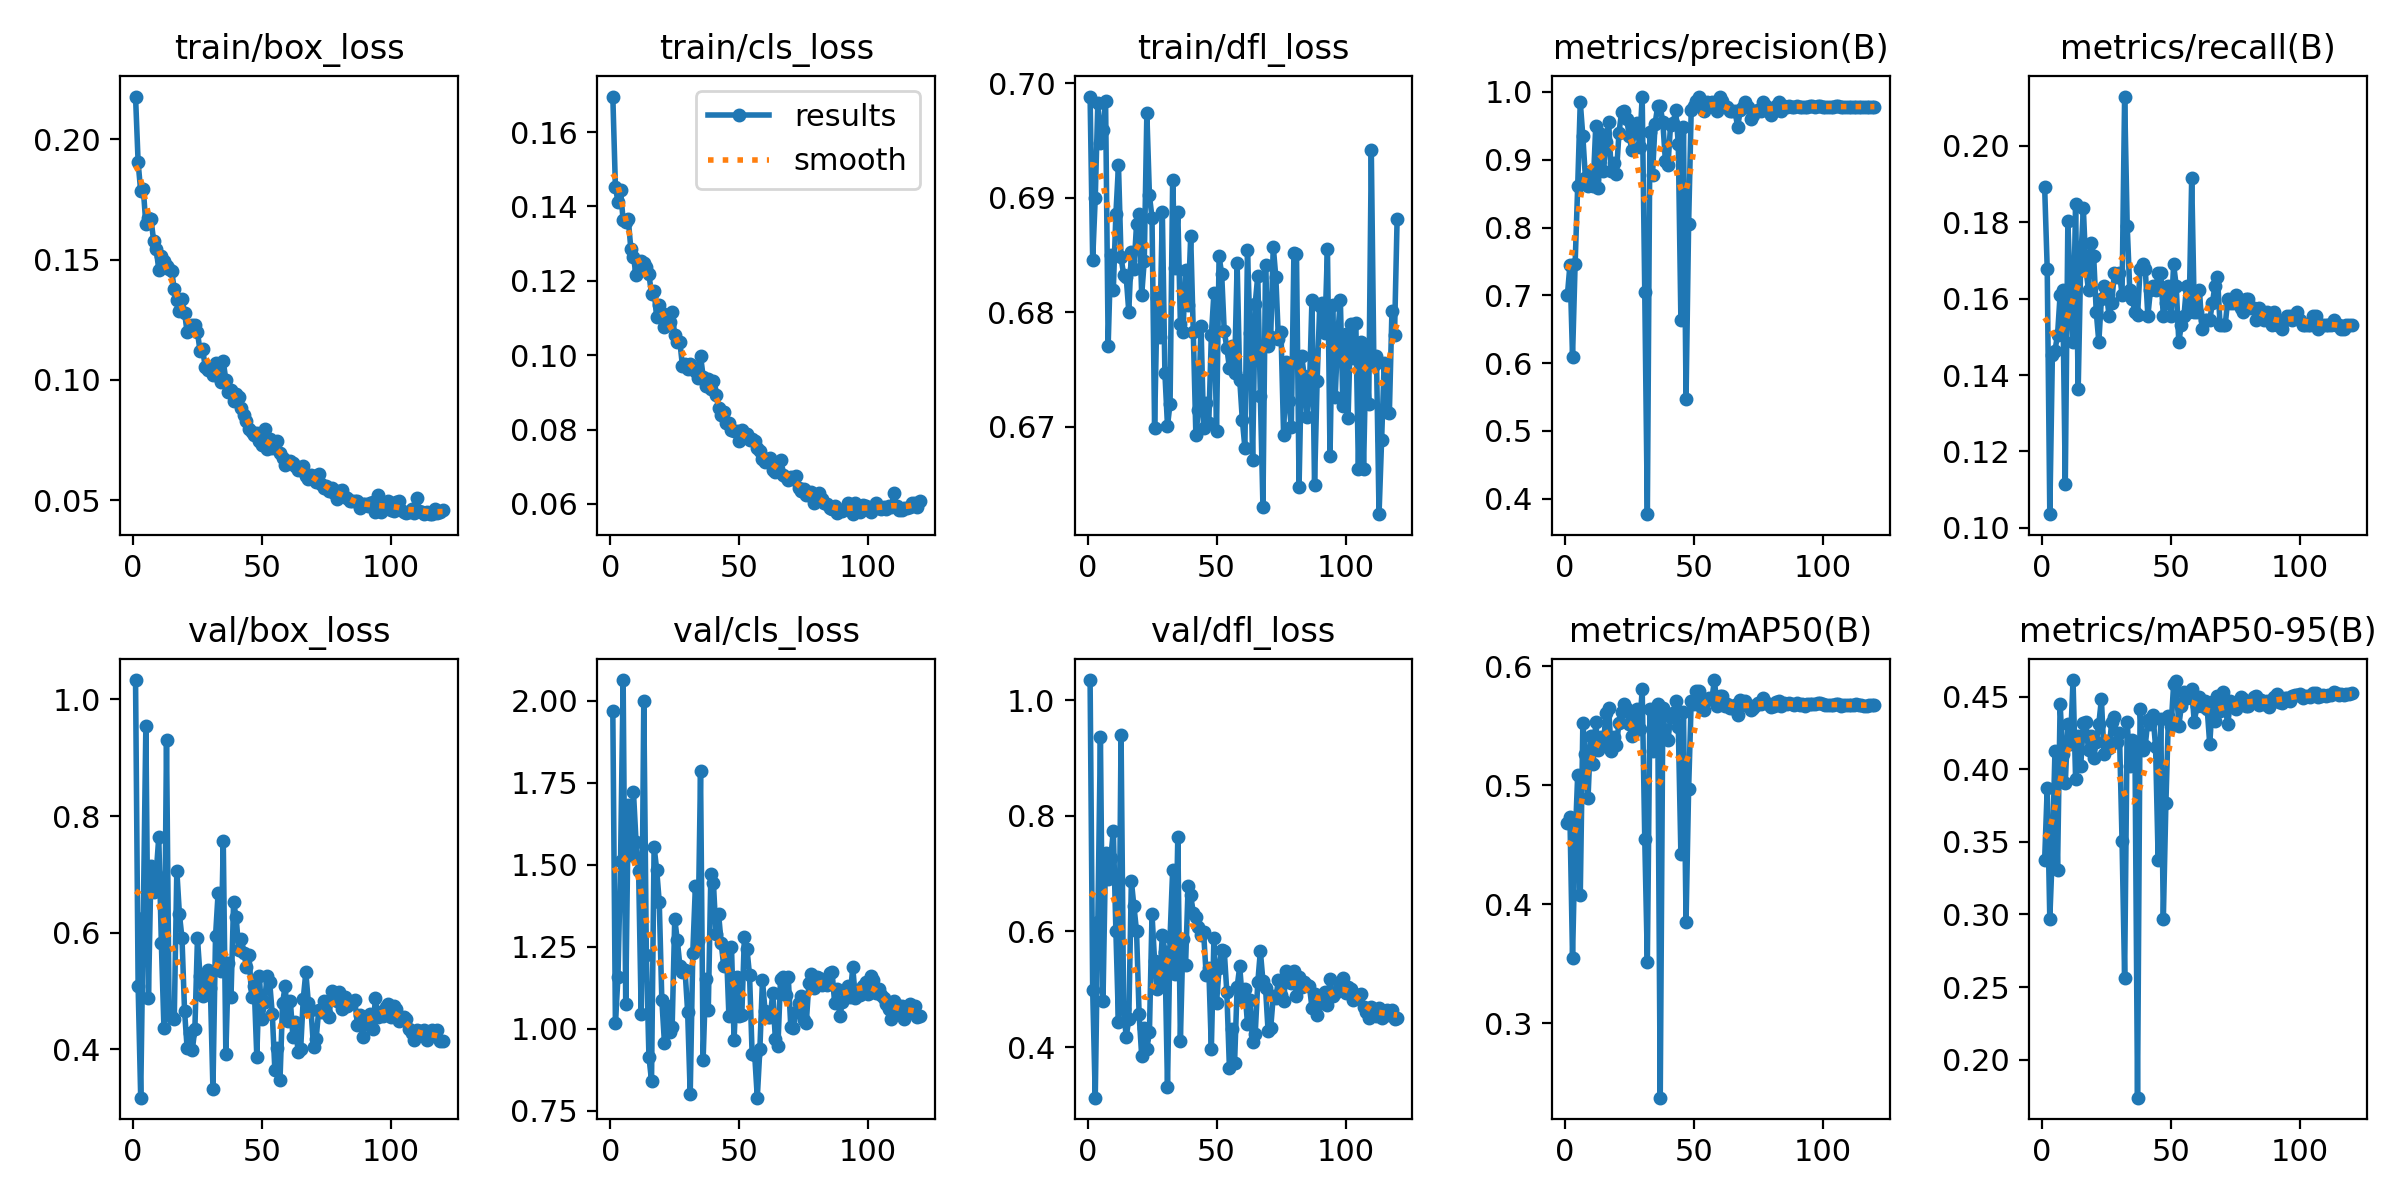 train/box_loss
train/cls_loss
train/dfl_loss
metrics/precision(B)
metrics/recall(B)
0.20
0.15
0.10
0.05
0 50 100
results
smooth
0.16
0.14
0.12
0.10
0.08
0.06
0 50 100
0.70
0.69
0.68
0.67
0 50 100
1.0
0.9
0.8
0.7
0.6
0.5
0.4
0 50 100
0.20
0.18
0.16
0.14
0.12
0.10
0 50 100
val/box_loss
val/cls_loss
val/dfl_loss
metrics/mAP50(B)
metrics/mAP50-95(B)
1.0
0.8
0.6
0.4
0 50 100
2.00
1.75
1.50
1.25
1.00
0.75
0 50 100
1.0
0.8
0.6
0.4
0 50 100
0.6
0.5
0.4
0.3
0 50 100
0.45
0.40
0.35
0.30
0.25
0.20
0 50 100